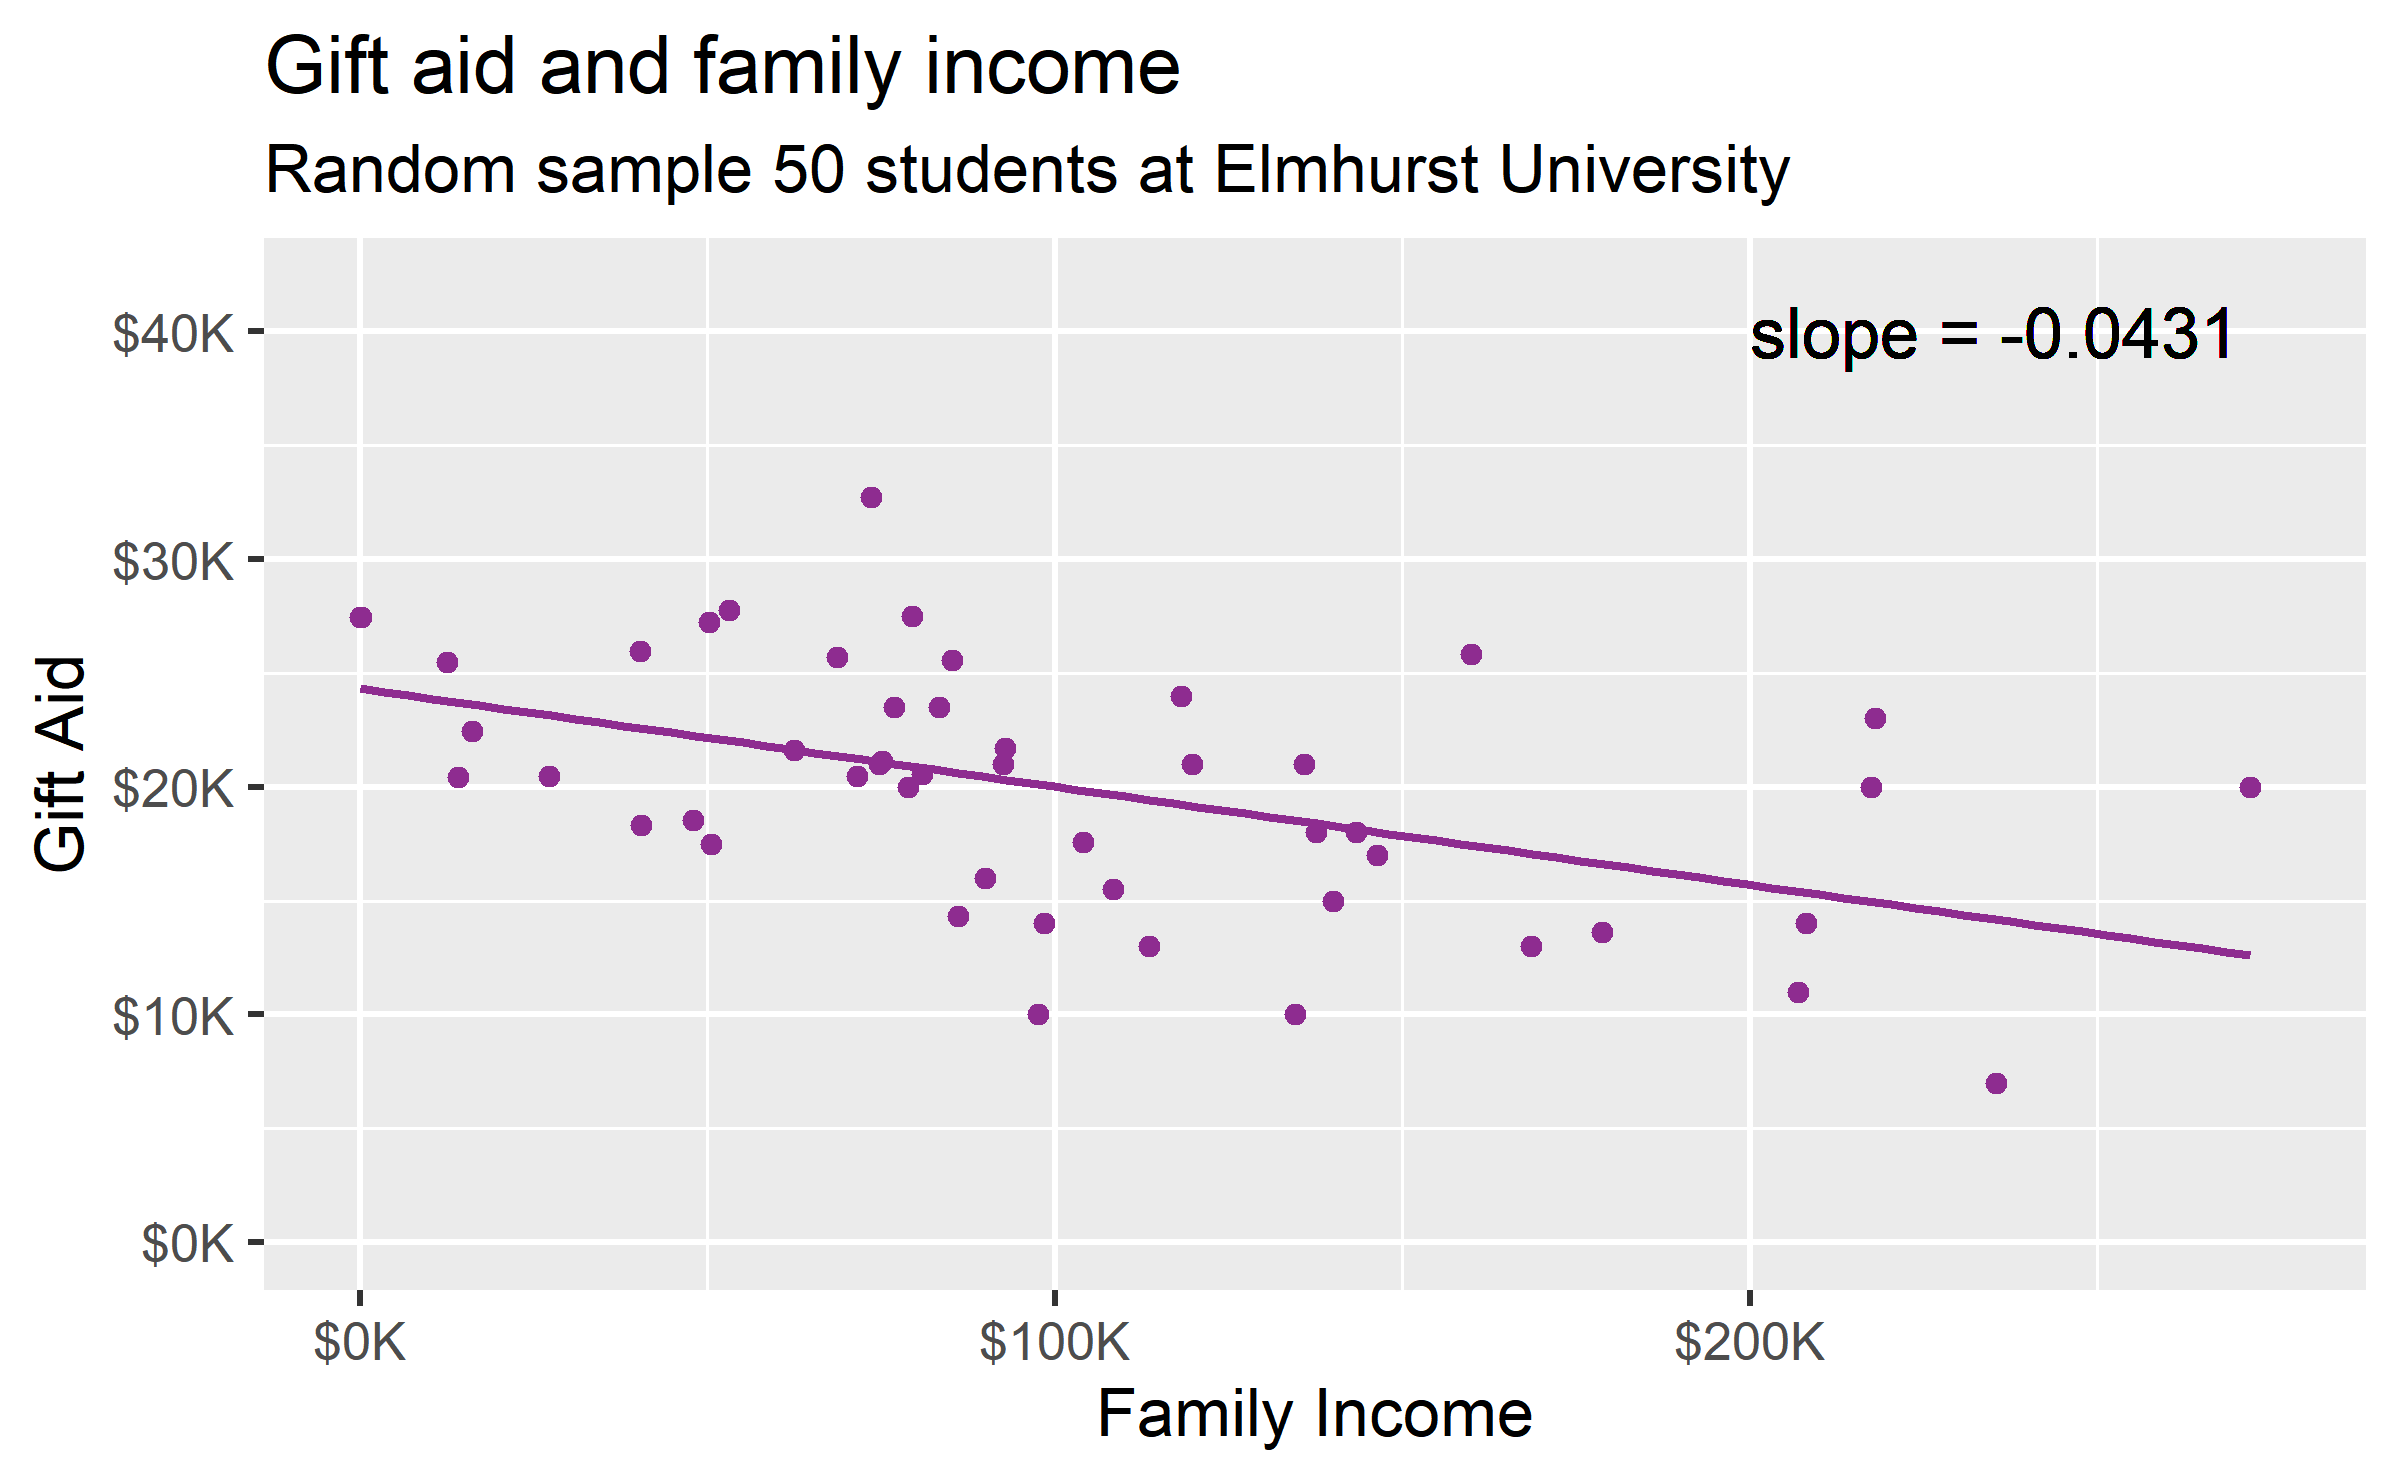 Gift aid and family income
Random sample 50 students at Elmhurst University
slope = -0.0431
$40K
$30K
$20K
$10K
$0K
Gift Aid
$0K
$100K
$200K
Family Income